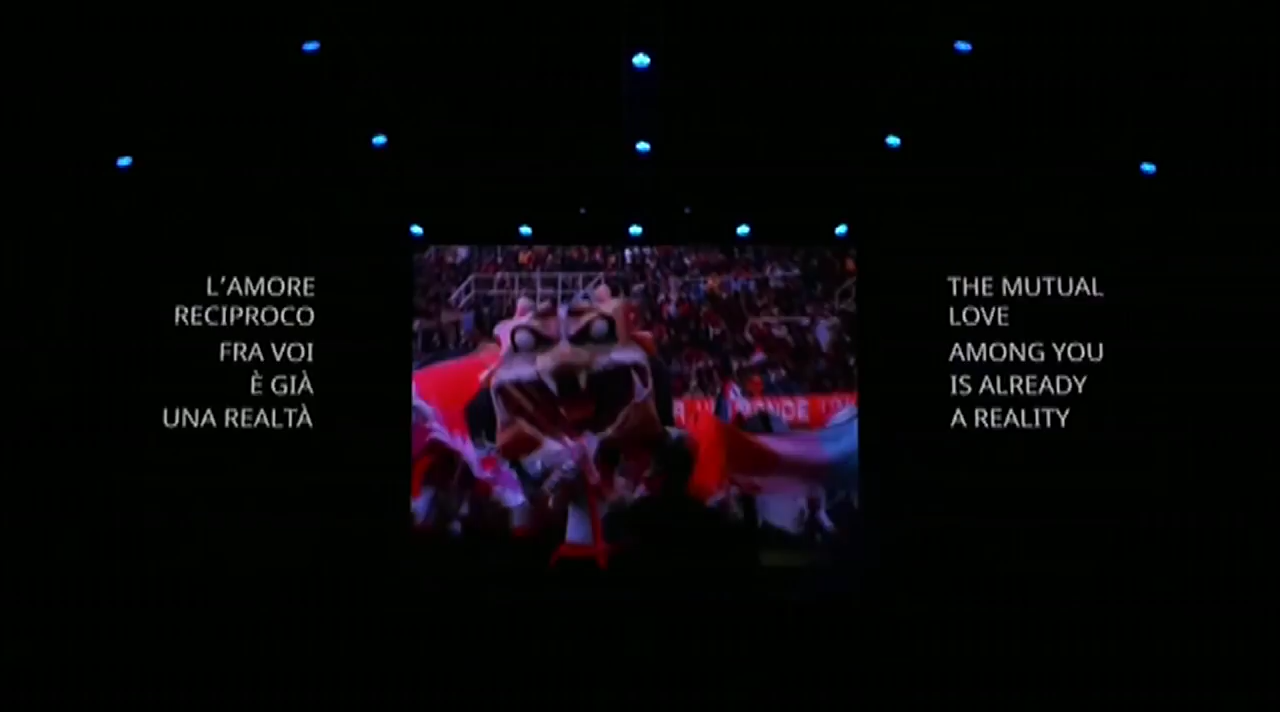 L'AMORE
RECIPROCO
FRA VOI
È GIÀ
UNA REALTÀ
THE MUTUAL
LOVE
AMONG YOU
IS ALREADY
A REALITY